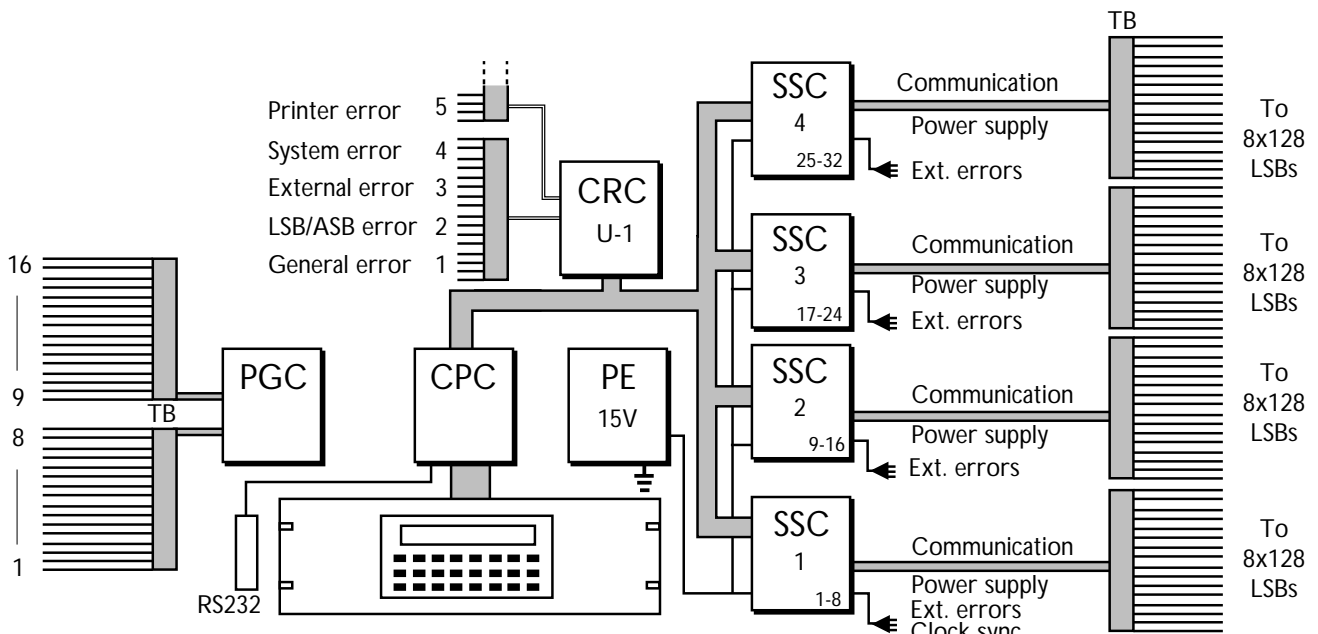 TB
Printer error 5
System error 4
External error 3
LSB/ASB error 2
General error 1
CRC
U-1
SSC
4
25-32
Communication
Power supply
Ext. errors
To
8x128
LSBs
SSC
3
17-24
Communication
Power supply
Ext. errors
To
8x128
LSBs
16
9
TB
8
1
PGC
CPC
PE
15V
SSC
2
9-16
Communication
Power supply
Ext. errors
To
8x128
LSBs
RS232
SSC
1
1-8
Communication
Power supply
Ext. errors
Clock sync
To
8x128
LSBs